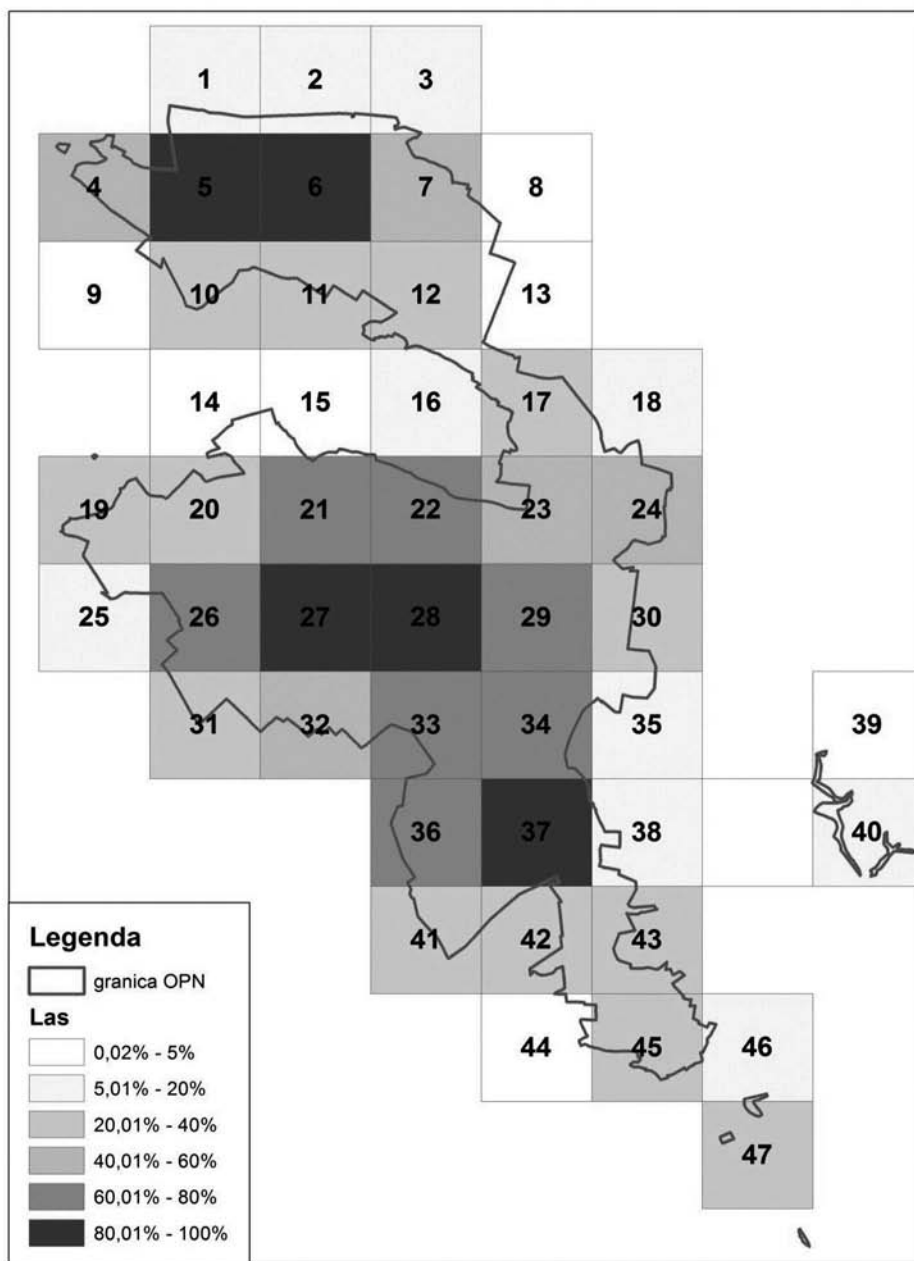 1 2 3
4 5 6 7 8
9 10 11 12 13
14 15 16 17 18
19 20 21 22 23 24
25 26 27 28 29 30
31 32 33 34 35 39
36 37 38 40
41 42 43
44 45 46
47
Legenda
granica OPN
Las
0,02% - 5%
5,01% - 20%
20,01% - 40%
40,01% - 60%
60,01% - 80%
80,01% - 100%